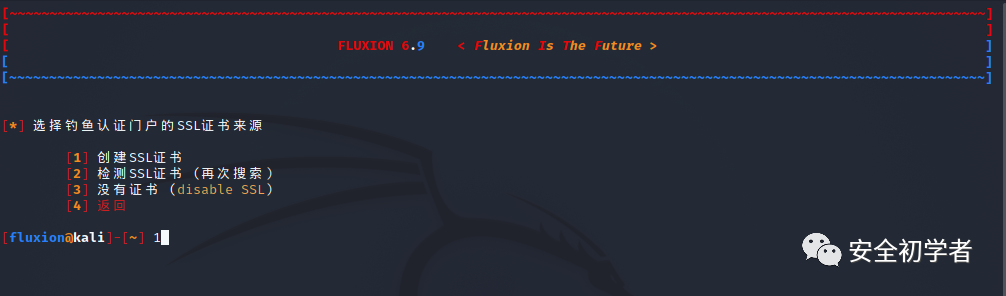 [~~~~~~~~~~~~~~~~~~~~~~~~~~~~~~~~~~~~~~~~~~~~~~~~~~~~~~~~~~~~~~~~~~~~~~~~~~~~~~~~~~~~~~~~~~~~~~~~~~~~~~~~~~~~~~~~~~~~~~~~~~]
[ ]
[ FLUXION 6.9 < Fluxion Is The Future > ]
[ ]
[~~~~~~~~~~~~~~~~~~~~~~~~~~~~~~~~~~~~~~~~~~~~~~~~~~~~~~~~~~~~~~~~~~~~~~~~~~~~~~~~~~~~~~~~~~~~~~~~~~~~~~~~~~~~~~~~~~~~~~~~~~]
[*] 选择钓鱼认证门户的SSL证书来源
[1] 创建SSL证书
[2] 检测SSL证书 (再次搜索)
[3] 没有证书 (disable SSL)
[4] 返回
[fluxion@kali]-[~] 1
安全初学者